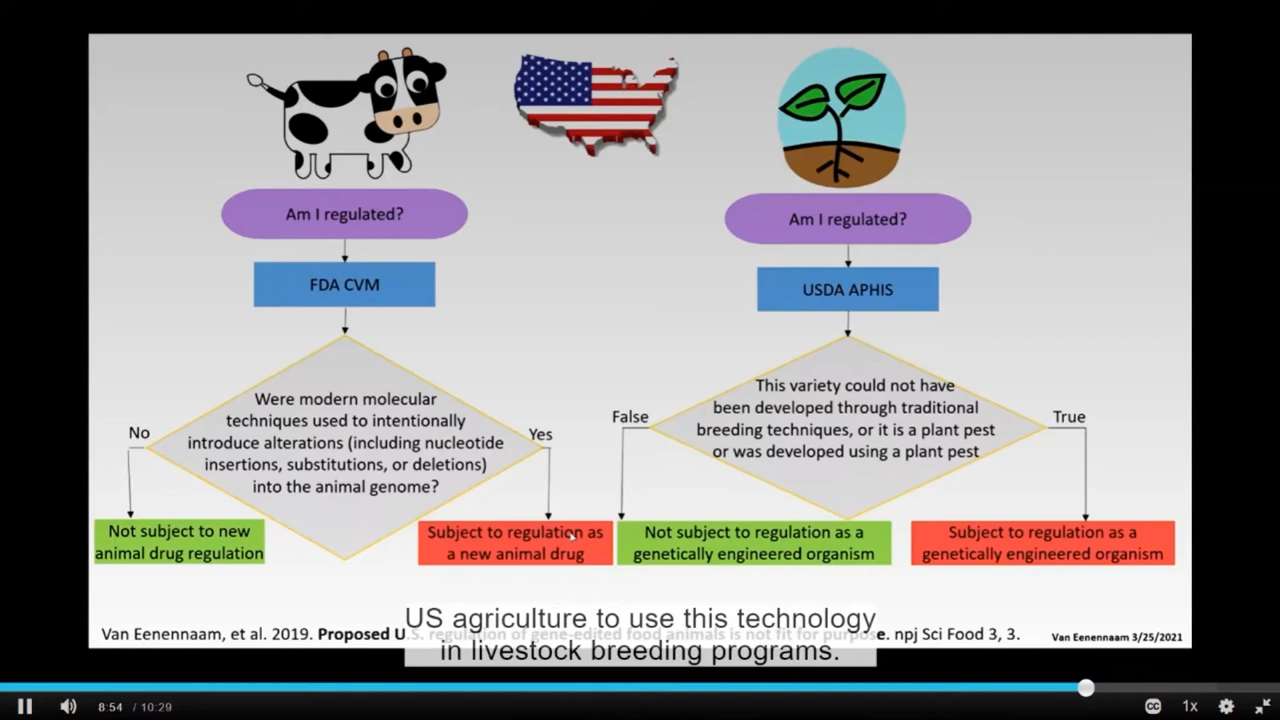 Am I regulated?
FDA CVM
Were modern molecular
techniques used to intentionally
introduce alterations (including nucleotide
insertions, substitutions, or deletions)
into the animal genome?
No
Yes
Not subject to new
animal drug regulation
Subject to regulation as
a new animal drug
Am I regulated?
USDA APHIS
This variety could not have
been developed through traditional
breeding techniques, or it is a plant pest
or was developed using a plant pest
False
True
Not subject to regulation as a
genetically engineered organism
Subject to regulation as a
genetically engineered organism
US agriculture to use this technology
in livestock breeding programs.
Van Eenennaam, et al. 2019. Proposed U.S. regulation of gene-edited food animals is not fit for purpose. npj Sci Food 3, 3.
Van Eenennaam 3/25/2021
8:54 / 10:29
CC
1x